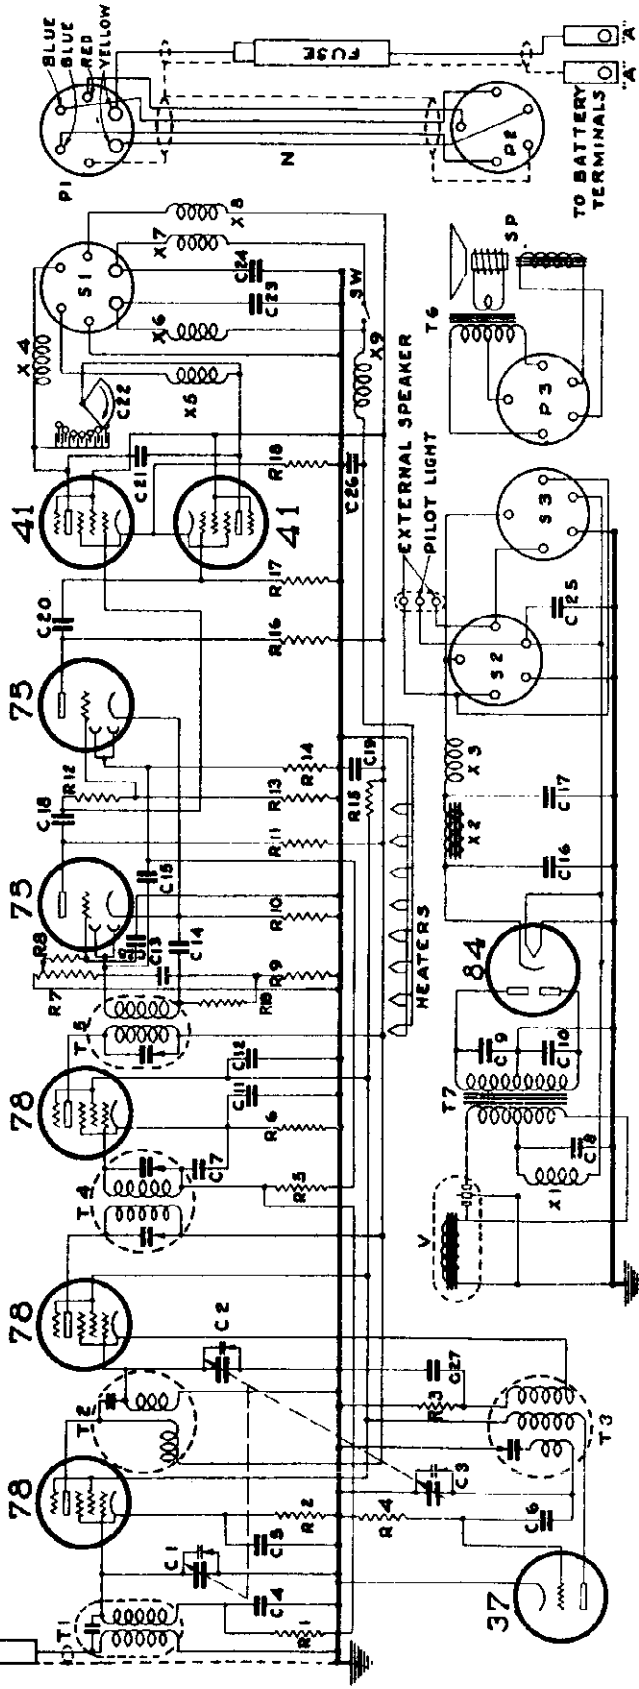 78
78
78
75
75
41
41
T1
C1
T2
C2
T4
C7
T5
R7
R8
C13
C14
C15
C18
R12
C20
C21
C22
X4
X5
S1
X6
X7
X8
C23
C24
P1
BLUE
BLUE
RED
YELLOW
N
FUSE
R1
C4
C5
R2
R5
R6
C11
C12
R18
R9
R10
R11
R13
R14
R16
R17
R18
C19
R15
C26
X9
SW
R4
C3
R3
C27
HEATERS
EXTERNAL SPEAKER
PILOT LIGHT
37
C6
T3
V
X1
C18
T7
C9
C10
84
C16
X2
C17
X3
S2
C25
S3
P3
T6
SP
P2
TO BATTERY
TERMINALS
"A"
"A"